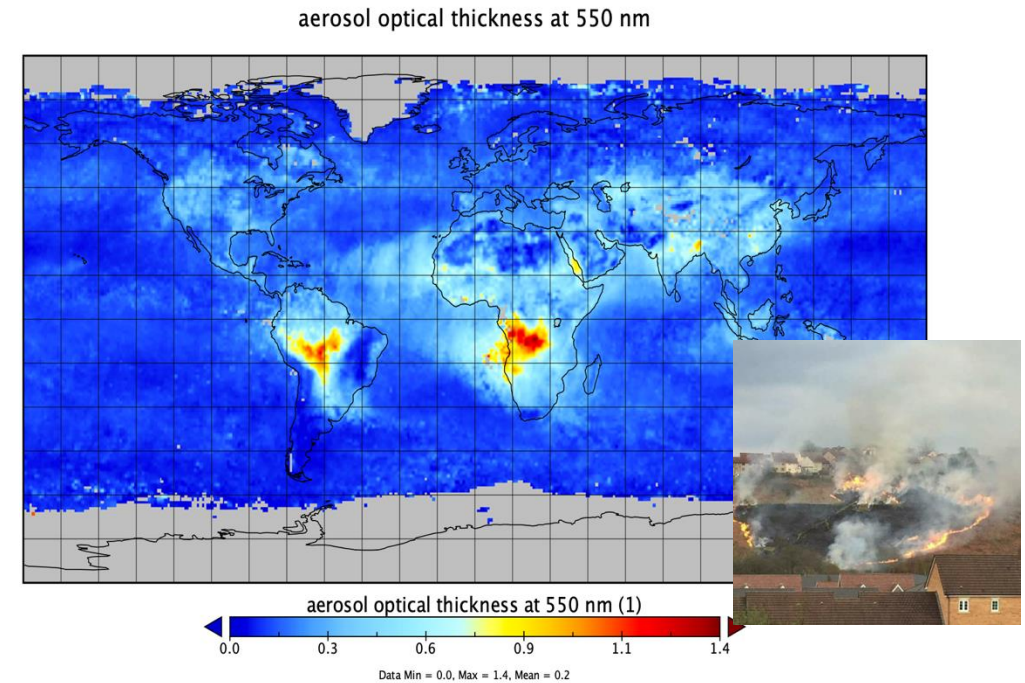 aerosol optical thickness at 550 nm
aerosol optical thickness at 550 nm (1)
0.0 0.3 0.6 0.9 1.1 1.4
Data Min = 0.0, Max = 1.4, Mean = 0.2